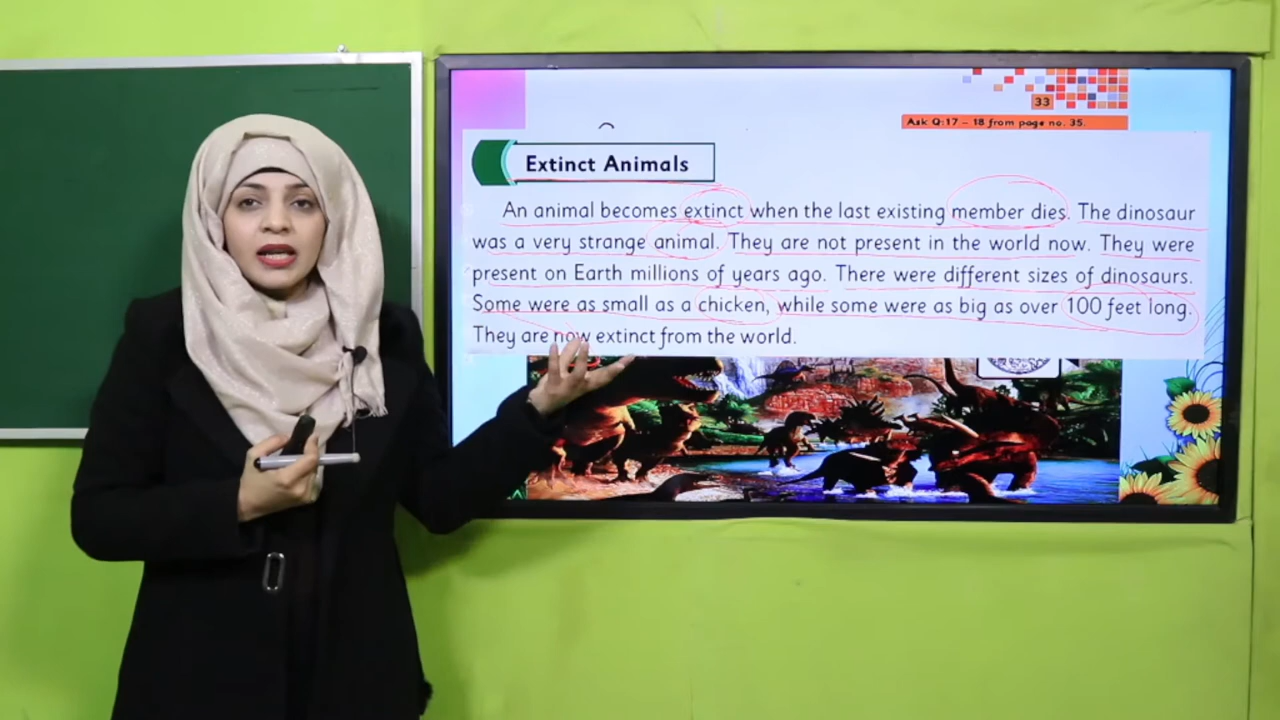 33
Ask Q:17 - 18 from page no. 35.
Extinct Animals
An animal becomes extinct when the last existing member dies. The dinosaur
was a very strange animal. They are not present in the world now. They were
present on Earth millions of years ago. There were different sizes of dinosaurs.
Some were as small as a chicken, while some were as big as over 100 feet long.
They are now extinct from the world.